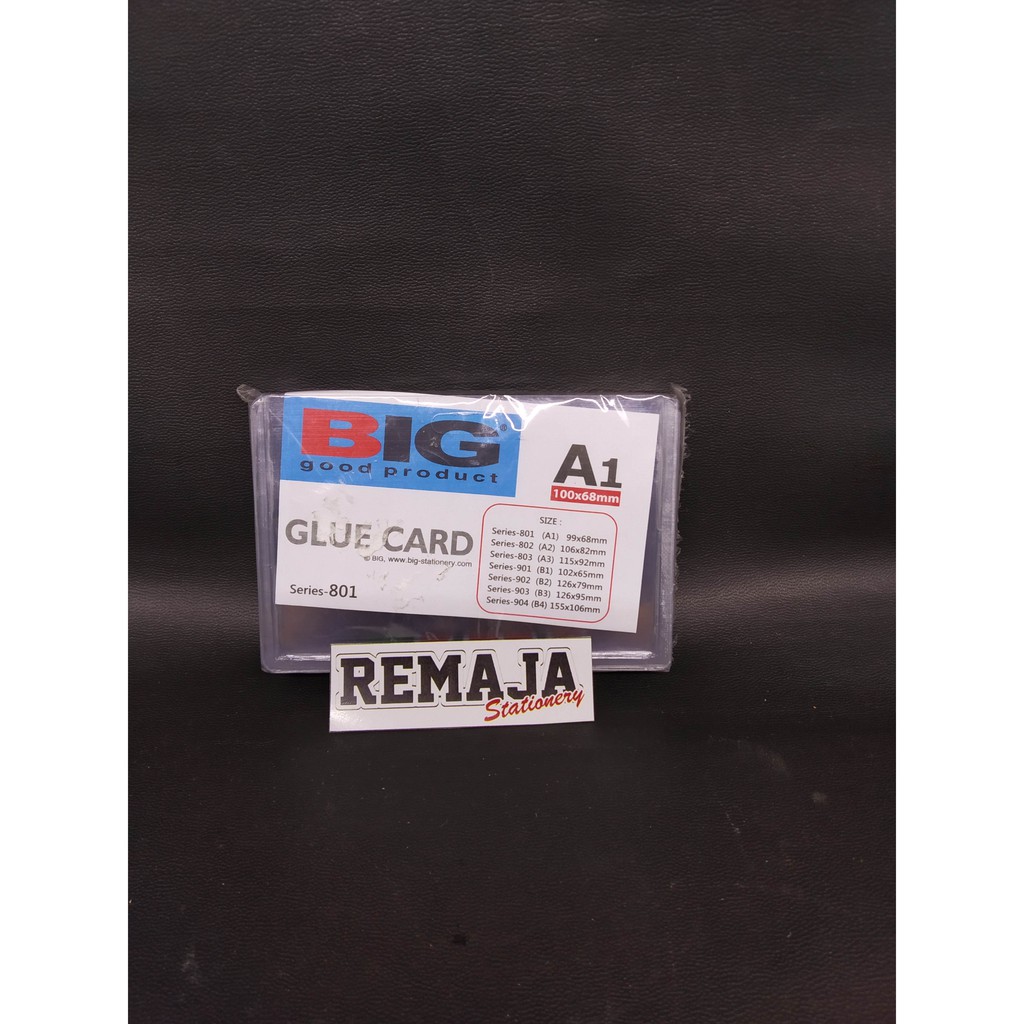 BIG®
good product
A1
100x68mm
GLUE CARD
© BIG, www.big-stationery.com
Series-801
SIZE :
Series-801 (A1) 99x68mm
Series-802 (A2) 106x82mm
Series-803 (A3) 115x92mm
Series-901 (B1) 102x65mm
Series-902 (B2) 126x79mm
Series-903 (B3) 126x95mm
Series-904 (B4) 155x106mm
REMAJA
Stationery